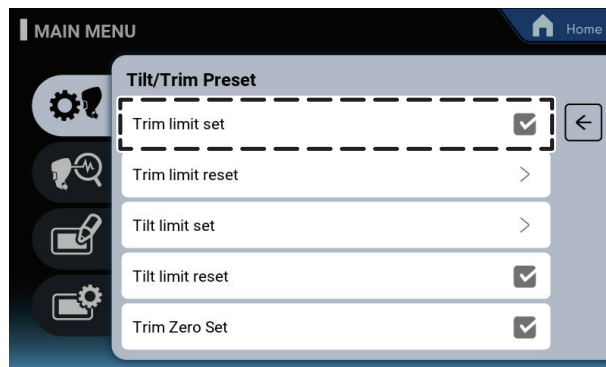 MAIN MENU
Home
Tilt/Trim Preset
Trim limit set
Trim limit reset
Tilt limit set
Tilt limit reset
Trim Zero Set